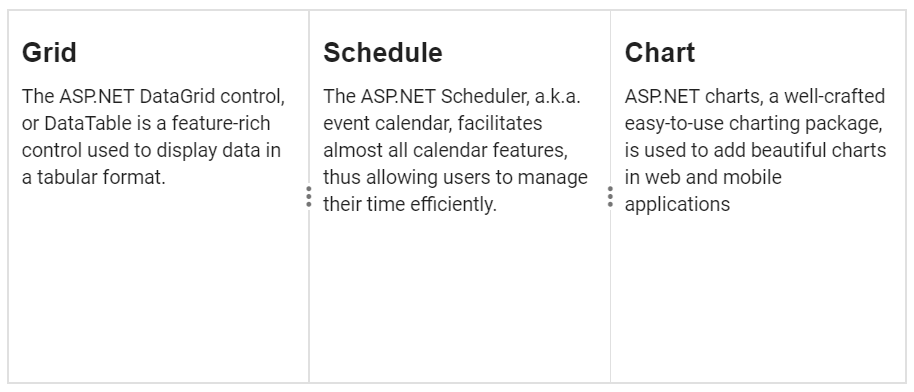 Grid
The ASP.NET DataGrid control,
or DataTable is a feature-rich
control used to display data in
a tabular format.
Schedule
The ASP.NET Scheduler, a.k.a.
event calendar, facilitates
almost all calendar features,
thus allowing users to manage
their time efficiently.
Chart
ASP.NET charts, a well-crafted
easy-to-use charting package,
is used to add beautiful charts
in web and mobile
applications